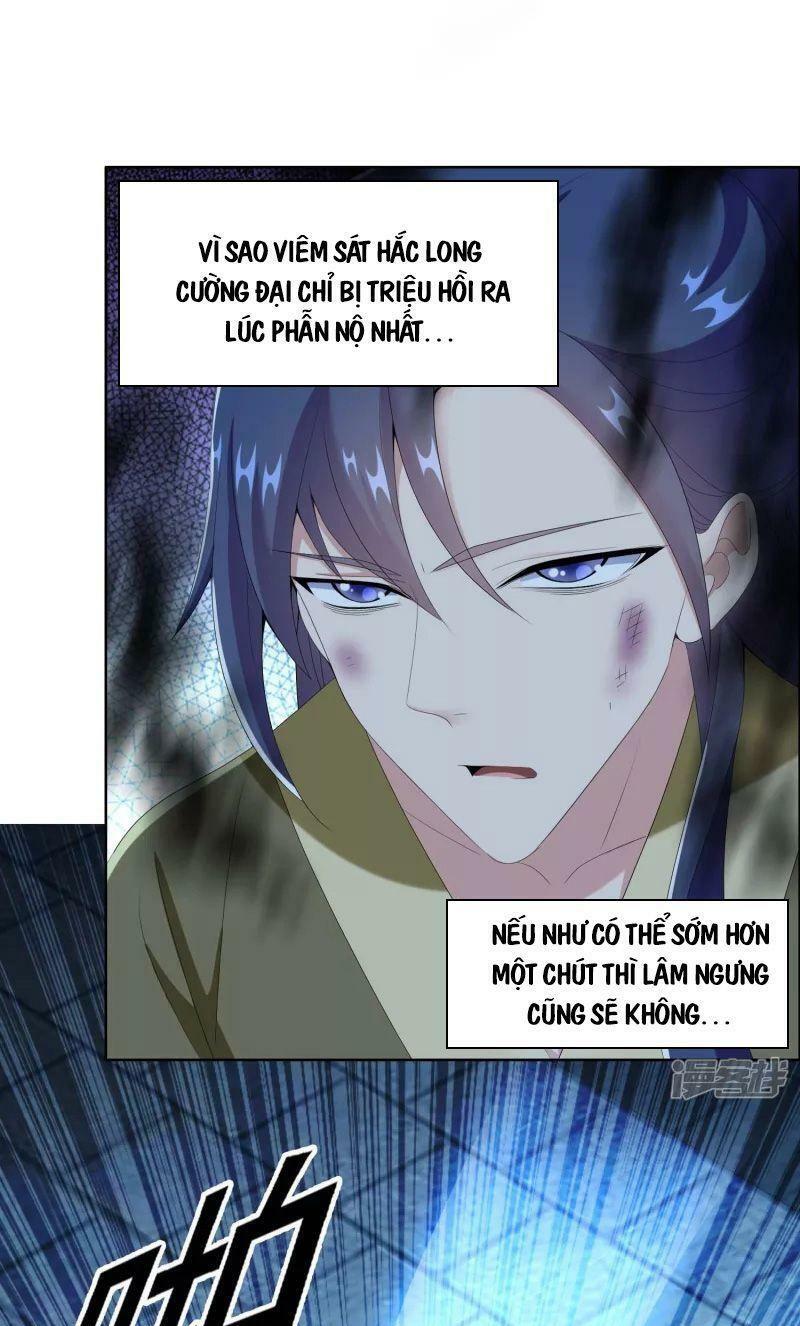 VÌ SAO VIÊM SÁT HẮC LONG
CƯỜNG ĐẠI CHỈ BỊ TRIỆU HỒI RA
LÚC PHẪN NỘ NHẤT...
NẾU NHƯ CÓ THỂ SỚM HƠN
MỘT CHÚT THÌ LÂM NGƯNG
CŨNG SẼ KHÔNG...
漫客栈
啪